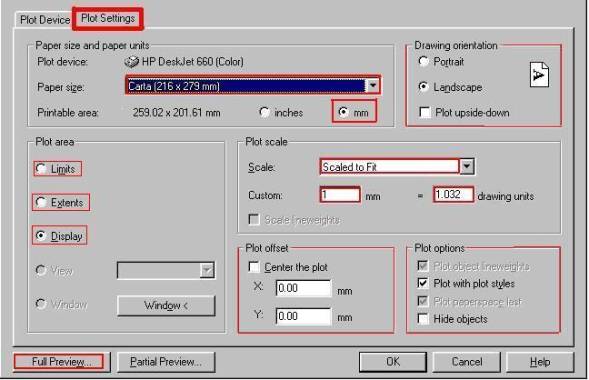 Plot Device Plot Settings
Paper size and paper units
Plot device: HP DeskJet 660 (Color)
Paper size: Carta (216 x 279 mm)
Printable area: 259.02 x 201.61 mm inches mm
Drawing orientation
Portrait
Landscape
A
Plot upside-down
Plot area
Limits
Extents
Display
View
Window Window <
Plot scale
Scale: Scaled to Fit
Custom: 1 mm = 1.032 drawing units
Scale lineweights
Plot offset
Center the plot
X: 0.00 mm
Y: 0.00 mm
Plot options
Plot object lineweights
Plot with plot styles
Plot paperspace last
Hide objects
Full Preview... Partial Preview... OK Cancel Help